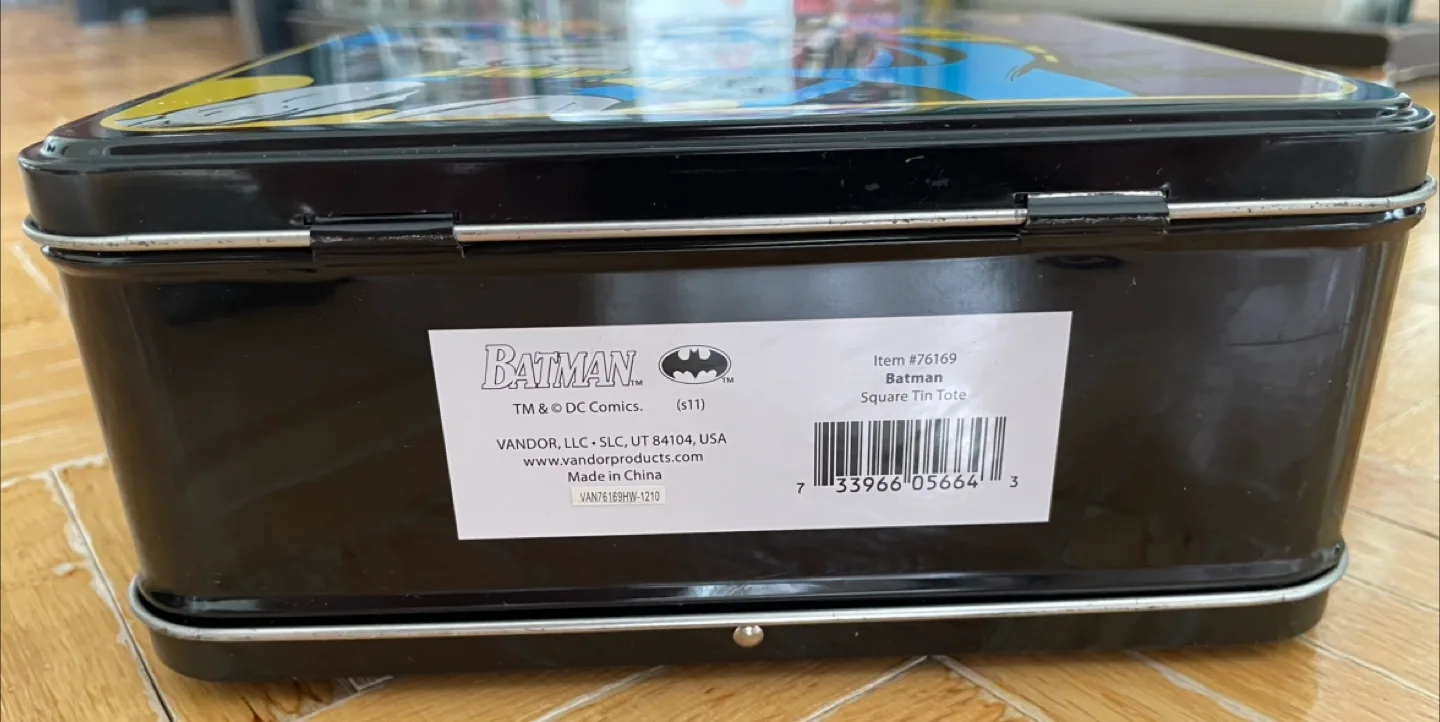 BATMAN™ ™
TM & © DC Comics. (s11)
VANDOR, LLC • SLC, UT 84104, USA
www.vandorproducts.com
Made in China
VAN76169HW-1210
Item #76169
Batman
Square Tin Tote
7 33966 05664 3